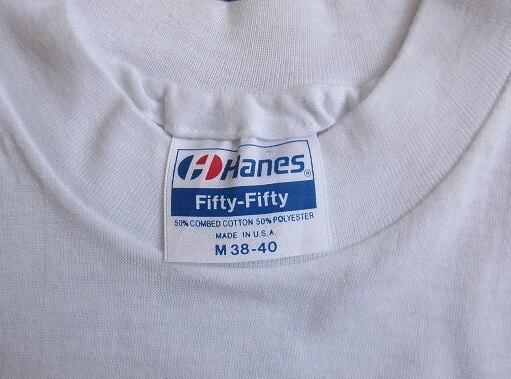 Hanes®
Fifty-Fifty
50% COMBED COTTON 50% POLYESTER
MADE IN U.S.A.
M 38-40